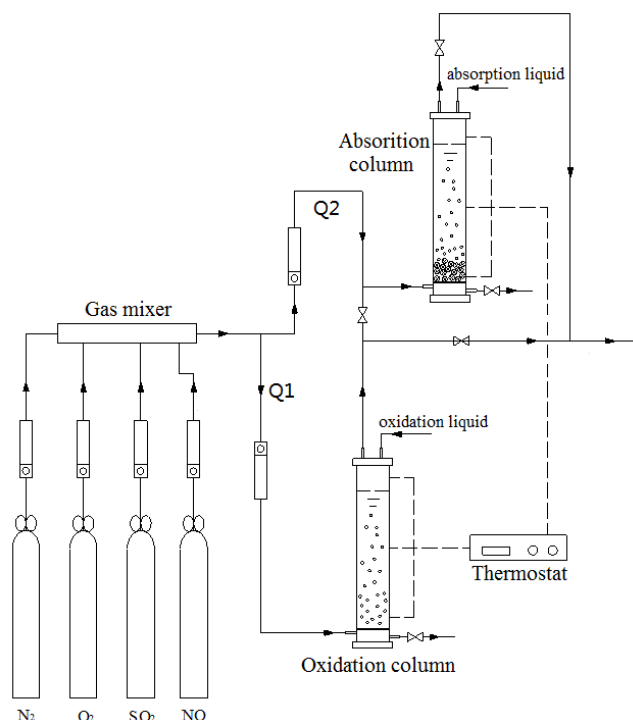 absorption liquid
Absorition
column
Q2
Gas mixer
Q1
oxidation liquid
Thermostat
Oxidation column
N₂ O₂ SO₂ NO